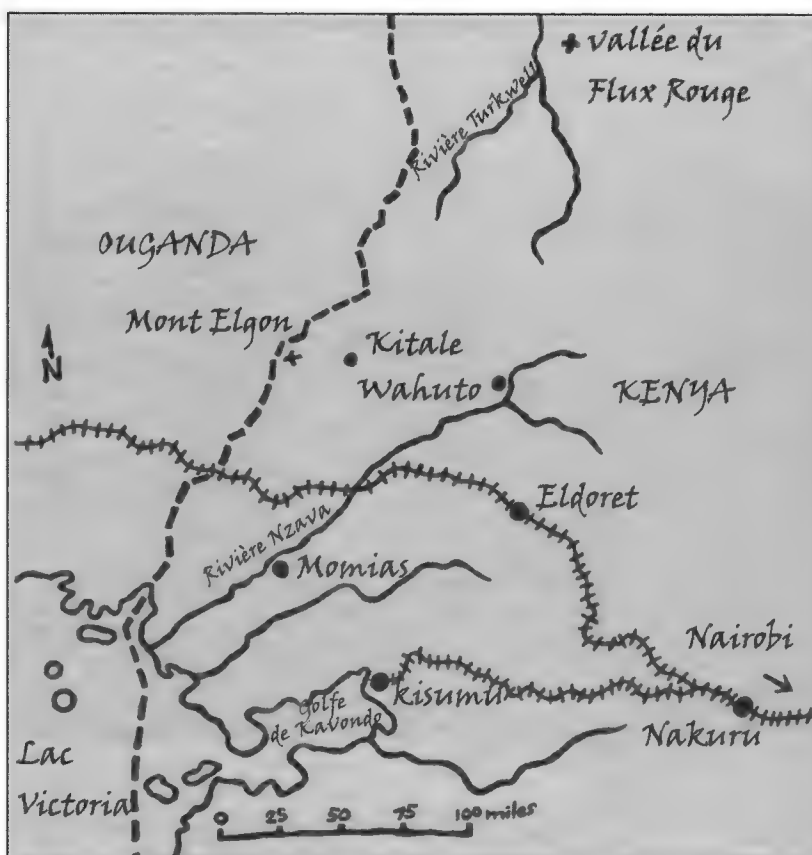 vallée du
Flux Rouge
Rivière Turkwell
OUGANDA
Mont Elgon
N
Kitale
Wahuto
KENYA
Eldoret
Rivière Nzava
Momias
Nairobi
Kisumu
Golfe
de Kavondo
Nakuru
Lac
Victoria
0 25 50 75 100 miles